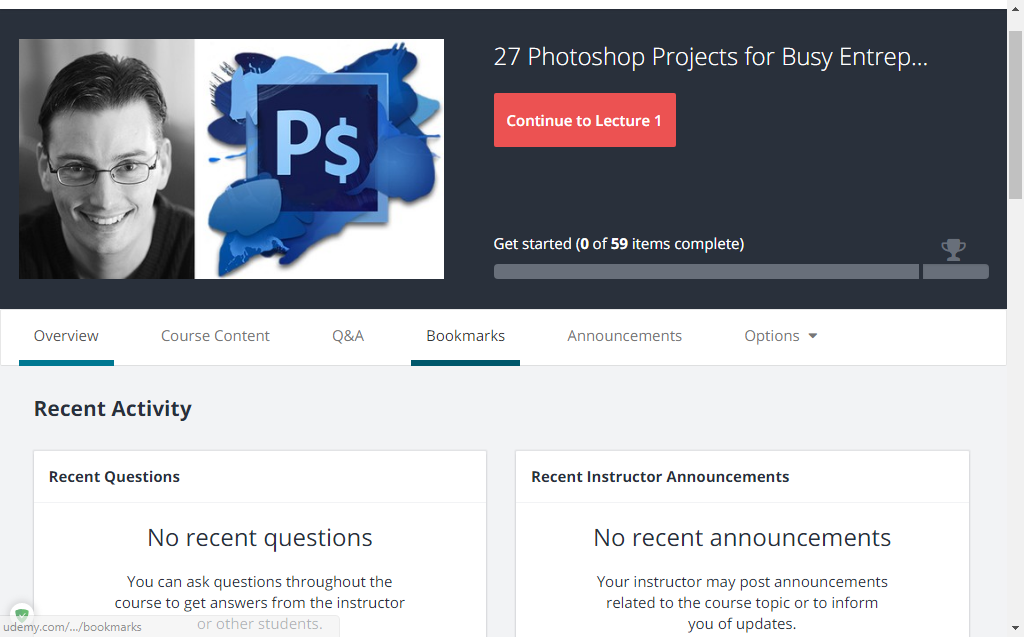 27 Photoshop Projects for Busy Entrep...
P$
Continue to Lecture 1
Get started (0 of 59 items complete)
Overview Course Content Q&A Bookmarks Announcements Options
Recent Activity
Recent Questions
No recent questions
You can ask questions throughout the
course to get answers from the instructor
or other students.
Recent Instructor Announcements
No recent announcements
Your instructor may post announcements
related to the course topic or to inform
you of updates.
udemy.com/.../bookmarks